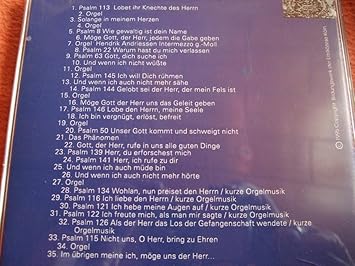 1. Psalm 113 Lobet ihr Knechte des Herrn
2. Orgel
3. Solange in meinem Herzen
4. Orgel
5. Psalm 8 Wie gewaltig ist dein Name
6. Möge Gott, der Herr, jedem die Gabe geben
7. Orgel Hendrik Andriessen Intermezzo g.-Moll
8. Psalm 22 Warum hast du mich verlassen
9. Psalm 63 Gott, dich suche ich
10. Und wenn ich nicht wüßte
11. Orgel
12. Psalm 145 Ich will Dich rühmen
13. Und wenn ich auch nicht mehr sähe
14. Psalm 144 Gelobt sei der Herr, der mein Fels ist
15. Orgel
16. Möge Gott der Herr uns das Geleit geben
17. Psalm 146 Lobe den Herrn, meine Seele
18. Ich bin vergnügt, erlöst, befreit
19. Orgel
20. Psalm 50 Unser Gott kommt und schweigt nicht
21. Das Phänomen
22. Gott, der Herr, rufe in uns alle guten Dinge
23. Psalm 139 Herr, du erforschest mich
24. Psalm 141 Herr, ich rufe zu dir
25. Und wenn ich auch müde bin
26. Und wenn ich auch nicht mehr hörte
27. Orgel
28. Psalm 134 Wohlan, nun preiset den Herrn / kurze Orgelmusik
29. Psalm 116 Ich liebe den Herrn / kurze Orgelmusik
30. Psalm 121 Ich hebe meine Augen auf / kurze Orgelmusik
31. Psalm 122 Ich freute mich, als man mir sagte / kurze Orgelmusik
32. Psalm 126 Als der Herr das Los der Gefangenschaft wendete / kurze
Orgelmusik
33. Psalm 115 Nicht uns, O Herr, bring zu Ehren
34. Orgel
35. Im übrigen meine ich, möge uns der Herr...